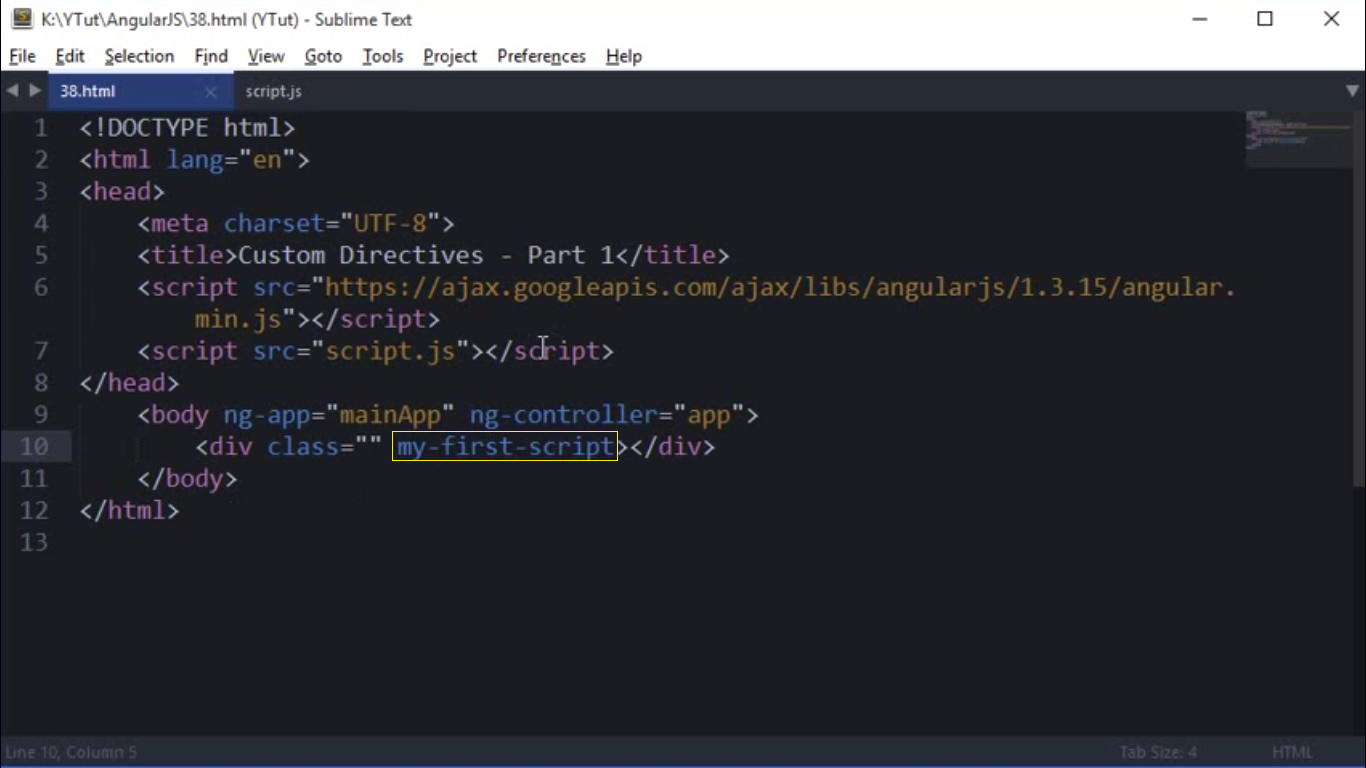 K:\YTut\AngularJS\38.html (YTut) - Sublime Text
File Edit Selection Find View Goto Tools Project Preferences Help
38.html script.js
1 <!DOCTYPE html>
2 <html lang="en">
3 <head>
4 <meta charset="UTF-8">
5 <title>Custom Directives - Part 1</title>
6 <script src="https://ajax.googleapis.com/ajax/libs/angularjs/1.3.15/angular.
min.js"></script>
7 <script src="script.js"></script>
8 </head>
9 <body ng-app="mainApp" ng-controller="app">
10 <div class="" my-first-script></div>
11 </body>
12 </html>
13
Line 10, Column 5 Tab Size: 4 HTML